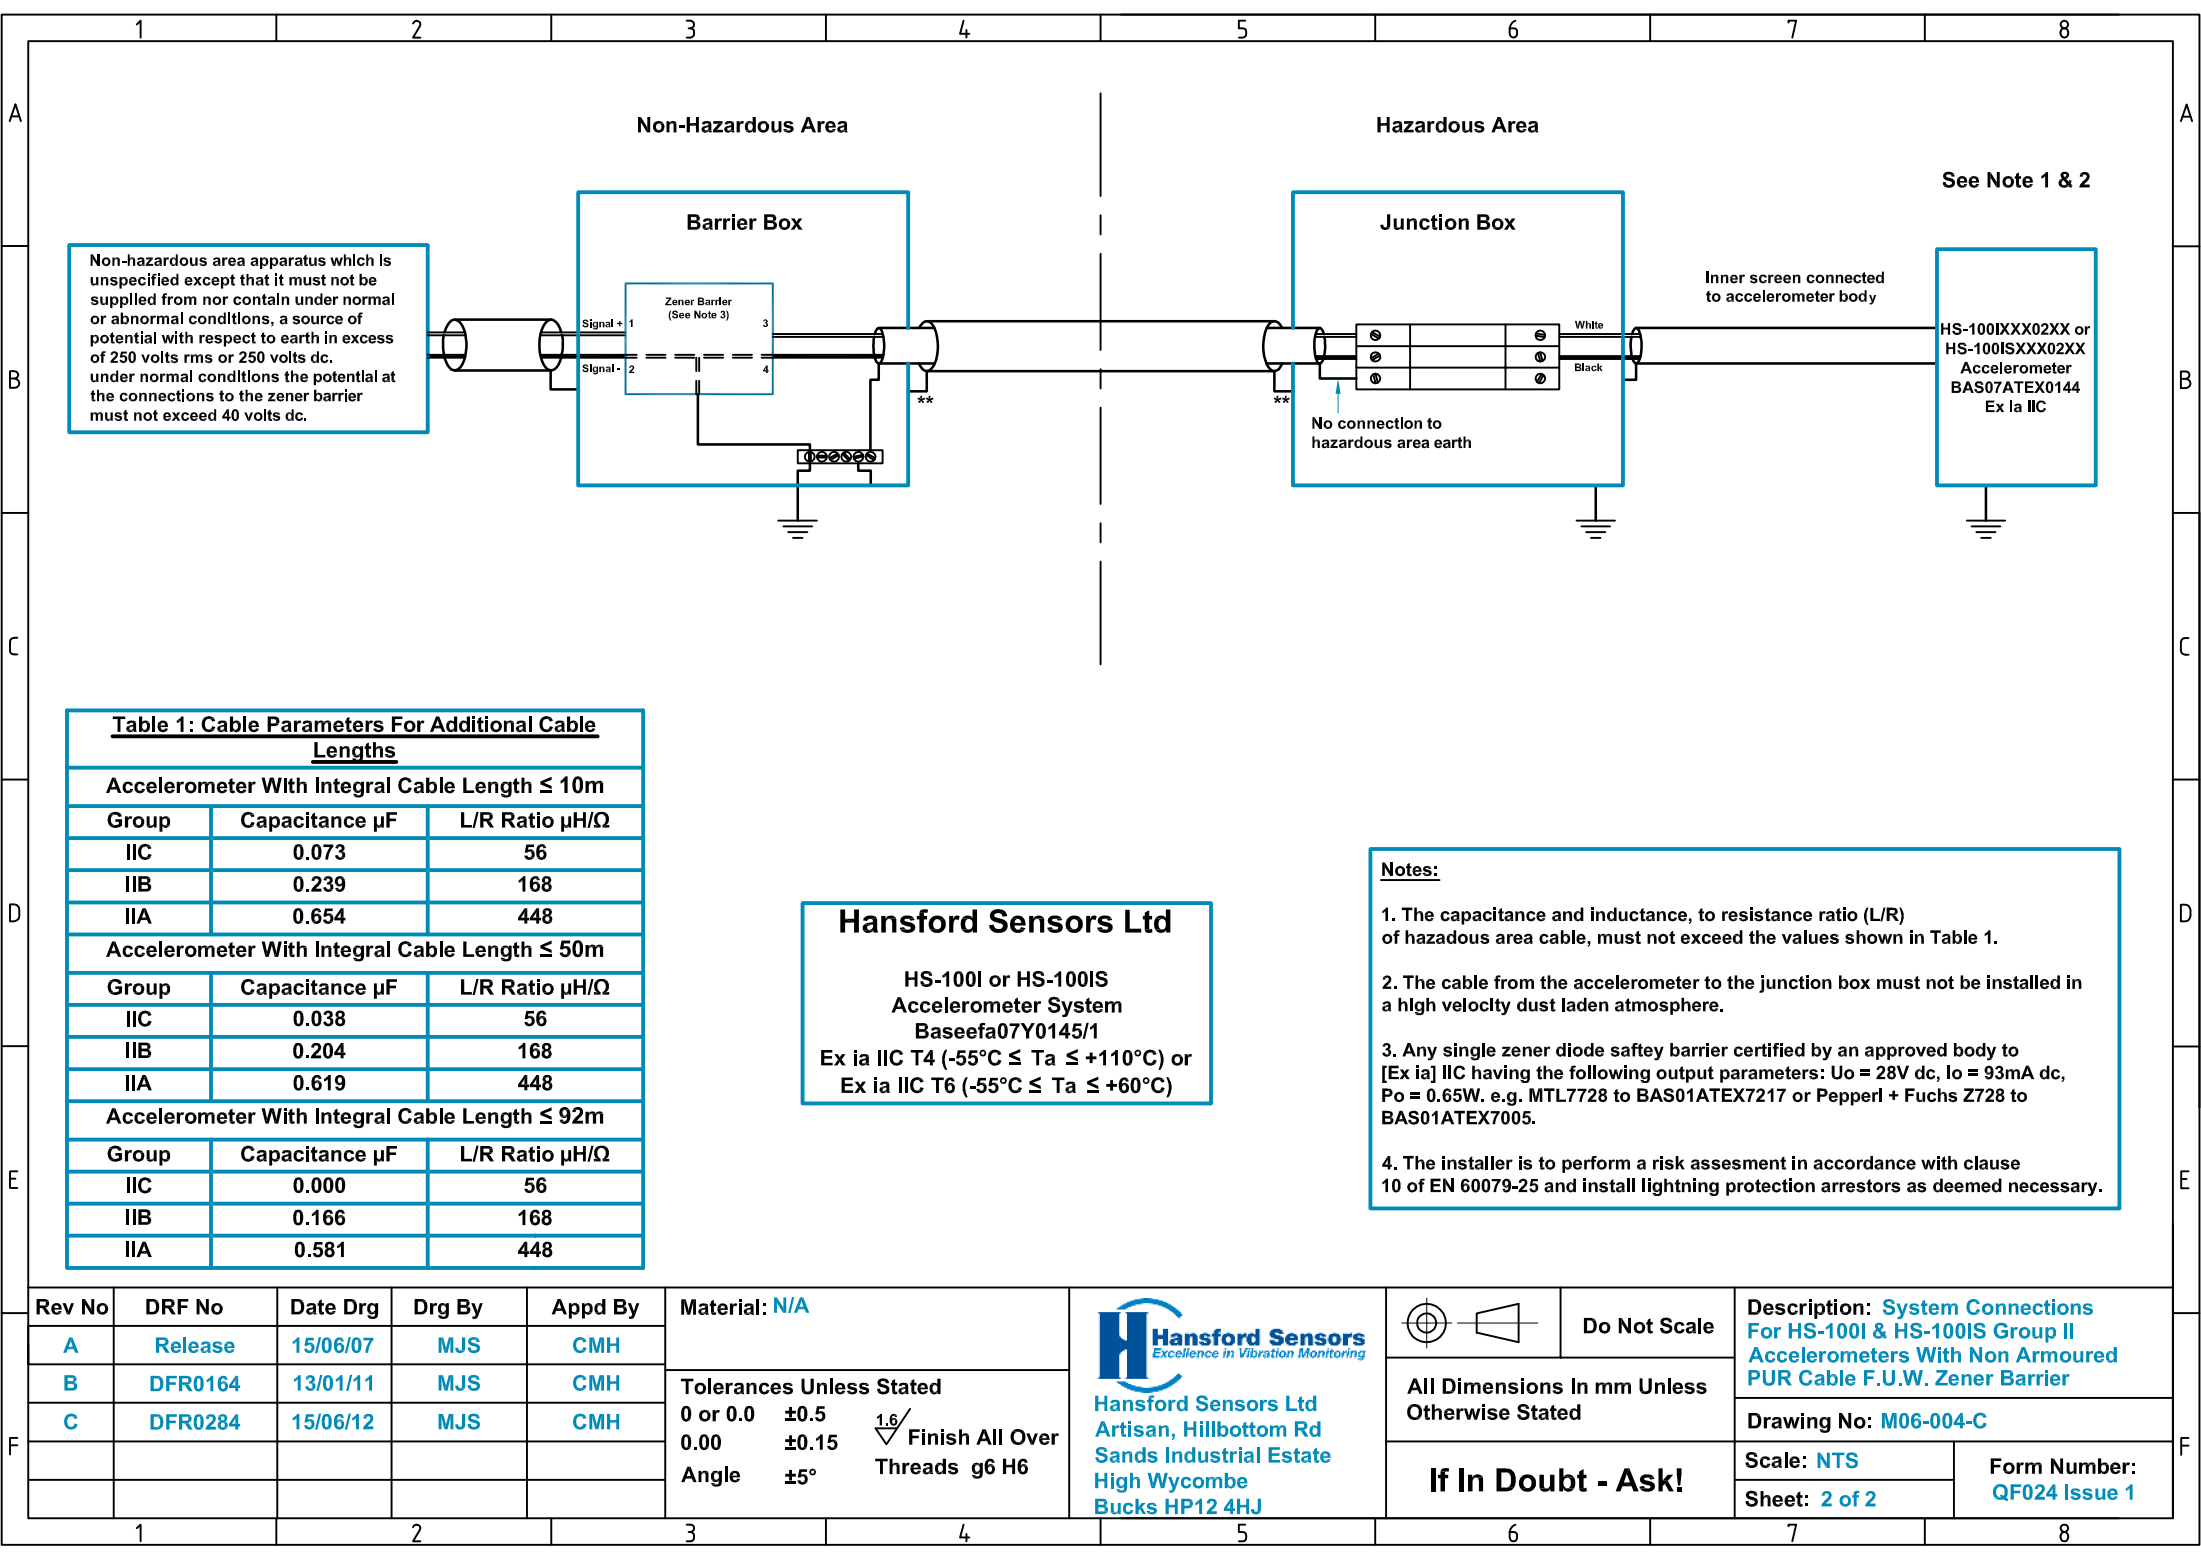 1 2 3 4 5 6 7 8
A A
B B
C C
D D
E E
F F
Non-Hazardous Area
Hazardous Area
See Note 1 & 2
Non-hazardous area apparatus which is
unspecified except that it must not be
supplied from nor contain under normal
or abnormal conditions, a source of
potential with respect to earth in excess
of 250 volts rms or 250 volts dc.
under normal conditions the potential at
the connections to the zener barrier
must not exceed 40 volts dc.
Barrier Box
Zener Barrier
(See Note 3)
Signal + 1 3
Signal - 2 4
**
Junction Box
**
White
Black
No connection to
hazardous area earth
Inner screen connected
to accelerometer body
HS-100IXXX02XX or
HS-100ISXXX02XX
Accelerometer
BAS07ATEX0144
Ex ia IIC
Table 1: Cable Parameters For Additional Cable
Lengths
Accelerometer With Integral Cable Length ≤ 10m
Group Capacitance µF L/R Ratio µH/Ω
IIC 0.073 56
IIB 0.239 168
IIA 0.654 448
Accelerometer With Integral Cable Length ≤ 50m
Group Capacitance µF L/R Ratio µH/Ω
IIC 0.038 56
IIB 0.204 168
IIA 0.619 448
Accelerometer With Integral Cable Length ≤ 92m
Group Capacitance µF L/R Ratio µH/Ω
IIC 0.000 56
IIB 0.166 168
IIA 0.581 448
Hansford Sensors Ltd
HS-100I or HS-100IS
Accelerometer System
Baseefa07Y0145/1
Ex ia IIC T4 (-55°C ≤ Ta ≤ +110°C) or
Ex ia IIC T6 (-55°C ≤ Ta ≤ +60°C)
Notes:
1. The capacitance and inductance, to resistance ratio (L/R)
of hazadous area cable, must not exceed the values shown in Table 1.
2. The cable from the accelerometer to the junction box must not be installed in
a high velocity dust laden atmosphere.
3. Any single zener diode saftey barrier certified by an approved body to
[Ex ia] IIC having the following output parameters: Uo = 28V dc, Io = 93mA dc,
Po = 0.65W. e.g. MTL7728 to BAS01ATEX7217 or Pepperl + Fuchs Z728 to
BAS01ATEX7005.
4. The installer is to perform a risk assesment in accordance with clause
10 of EN 60079-25 and install lightning protection arrestors as deemed necessary.
Rev No DRF No Date Drg Drg By Appd By
A Release 15/06/07 MJS CMH
B DFR0164 13/01/11 MJS CMH
C DFR0284 15/06/12 MJS CMH
Material: N/A
Tolerances Unless Stated
0 or 0.0 ±0.5
0.00 ±0.15
Angle ±5°
1.6 Finish All Over
Threads g6 H6
Hansford Sensors
Excellence in Vibration Monitoring
Hansford Sensors Ltd
Artisan, Hillbottom Rd
Sands Industrial Estate
High Wycombe
Bucks HP12 4HJ
Do Not Scale
All Dimensions In mm Unless
Otherwise Stated
If In Doubt - Ask!
Description: System Connections
For HS-100I & HS-100IS Group II
Accelerometers With Non Armoured
PUR Cable F.U.W. Zener Barrier
Drawing No: M06-004-C
Scale: NTS
Sheet: 2 of 2
Form Number:
QF024 Issue 1
1 2 3 4 5 6 7 8